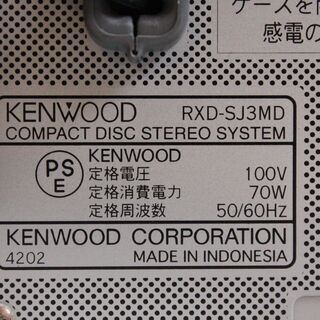 ケースを開
感電の
KENWOOD RXD-SJ3MD
COMPACT DISC STEREO SYSTEM
PS E KENWOOD
定格電圧 100V
定格消費電力 70W
定格周波数 50/60Hz
KENWOOD CORPORATION
4202 MADE IN INDONESIA